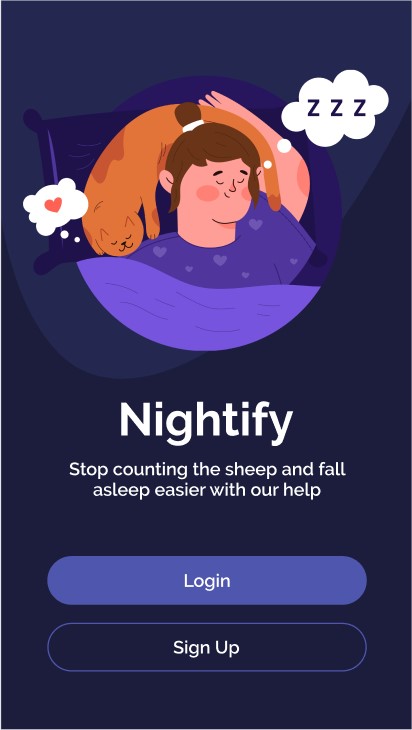 Z Z Z
Nightify
Stop counting the sheep and fall
asleep easier with our help
Login
Sign Up